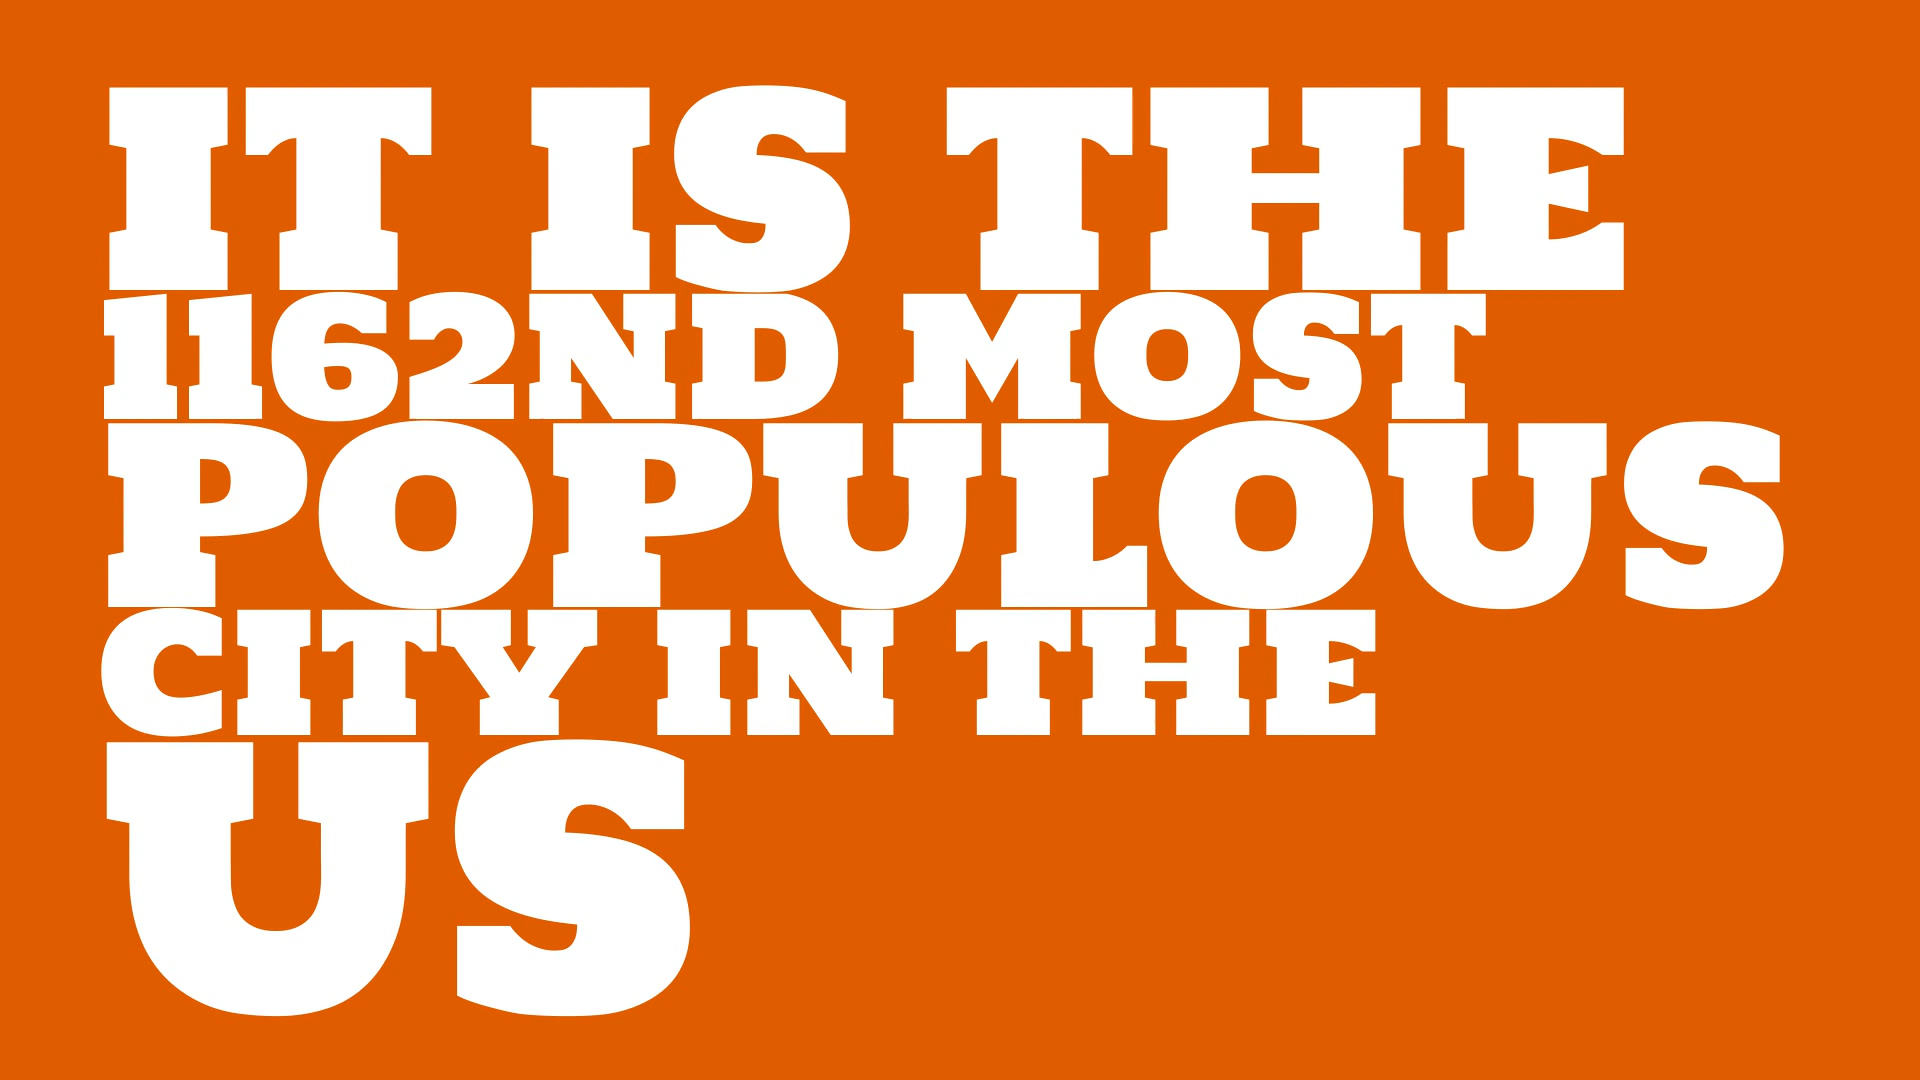 IT IS THE
1162ND MOST
POPULOUS
CITY IN THE
US